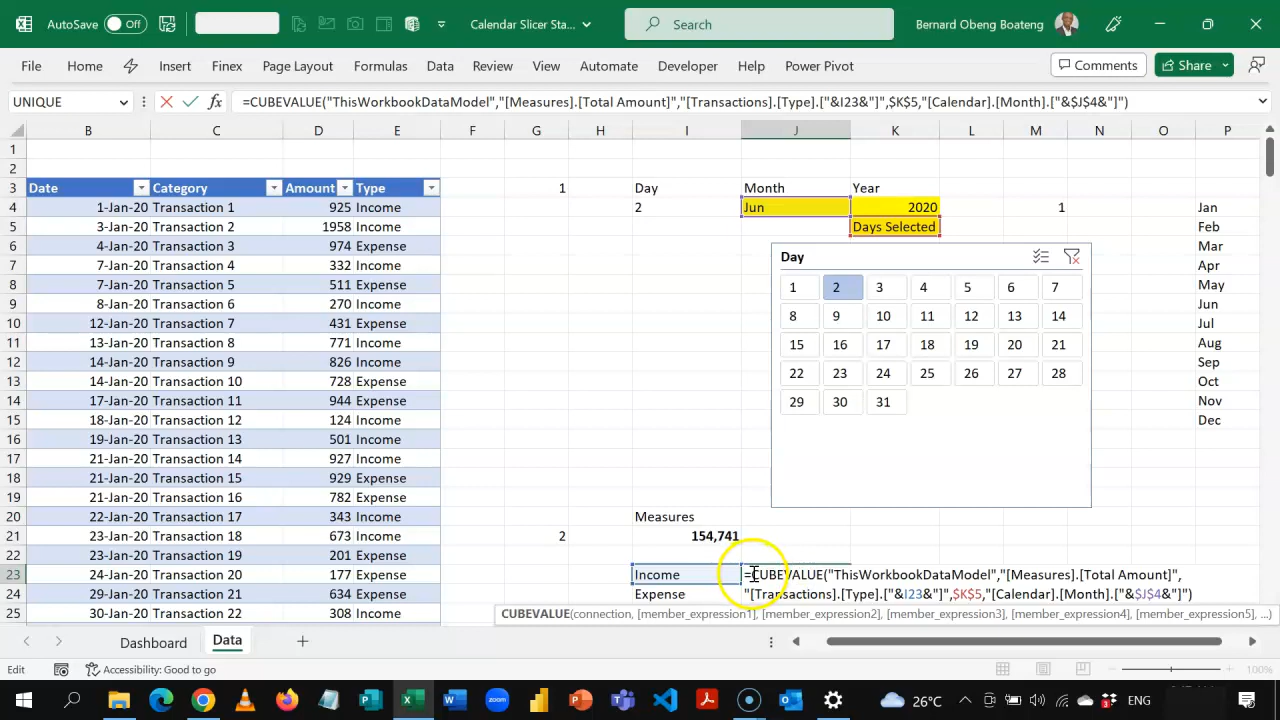 AutoSave Off Calendar Slicer Sta... Search Bernard Obeng Boateng
File Home Insert Finex Page Layout Formulas Data Review View Automate Developer Help Power Pivot Comments Share
UNIQUE fx =CUBEVALUE("ThisWorkbookDataModel","[Measures].[Total Amount]","[Transactions].[Type].["&I23&"]",$K$5,"[Calendar].[Month].["&$J$4&"]")
B C D E F G H I J K L M N O P
1
2
3 Date Category Amount Type 1 Day Month Year
4 1-Jan-20 Transaction 1 925 Income 2 Jun 2020 1 Jan
5 3-Jan-20 Transaction 2 1958 Income Days Selected Feb
6 4-Jan-20 Transaction 3 974 Expense Day Mar
7 7-Jan-20 Transaction 4 332 Income 1 2 3 4 5 6 7 Apr
8 7-Jan-20 Transaction 5 511 Expense May
9 8-Jan-20 Transaction 6 270 Income 8 9 10 11 12 13 14 Jun
10 12-Jan-20 Transaction 7 431 Expense Jul
11 13-Jan-20 Transaction 8 771 Income 15 16 17 18 19 20 21 Aug
12 14-Jan-20 Transaction 9 826 Income Sep
13 14-Jan-20 Transaction 10 728 Expense 22 23 24 25 26 27 28 Oct
14 17-Jan-20 Transaction 11 944 Expense 29 30 31 Nov
15 18-Jan-20 Transaction 12 124 Income Dec
16 19-Jan-20 Transaction 13 501 Income
17 21-Jan-20 Transaction 14 927 Income
18 21-Jan-20 Transaction 15 929 Expense
19 21-Jan-20 Transaction 16 782 Expense
20 22-Jan-20 Transaction 17 343 Income Measures
21 22-Jan-20 Transaction 18 673 Income 2 154,741
22 23-Jan-20 Transaction 19 201 Expense
23 24-Jan-20 Transaction 20 177 Expense Income =CUBEVALUE("ThisWorkbookDataModel","[Measures].[Total Amount]",
24 29-Jan-20 Transaction 21 634 Expense Expense "[Transactions].[Type].["&I23&"]",$K$5,"[Calendar].[Month].["&$J$4&"]")
25 30-Jan-20 Transaction 22 308 Income CUBEVALUE(connection, [member_expression1], [member_expression2], [member_expression3], [member_expression4], [member_expression5], ...)
Dashboard Data
Edit Accessibility: Good to go 100%
zoom 26°C 3 ENG